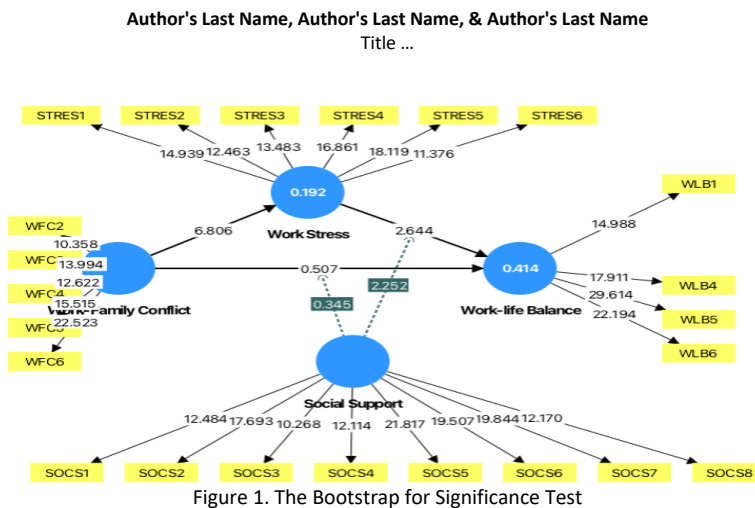 Author's Last Name, Author's Last Name, & Author's Last Name
Title ...
STRES1 STRES2 STRES3 STRES4 STRES5 STRES6
14.939 12.463 13.483 16.861 18.119 11.376
0.192
WLB1
WFC2
6.806
Work Stress
2.644
14.988
10.358
13.994
0.507
0.414
17.911
WLB4
12.622
2.252
29.614
WFC4
15.515
0.345
Work-Family Conflict
Work-life Balance
22.194
WLB5
22.523
WLB6
WFC6
Social Support
12.484 17.693 10.268 12.114 21.817 19.507 19.844 12.170
SOCS1 SOCS2 SOCS3 SOCS4 SOCS5 SOCS6 SOCS7 SOCS8
Figure 1. The Bootstrap for Significance Test